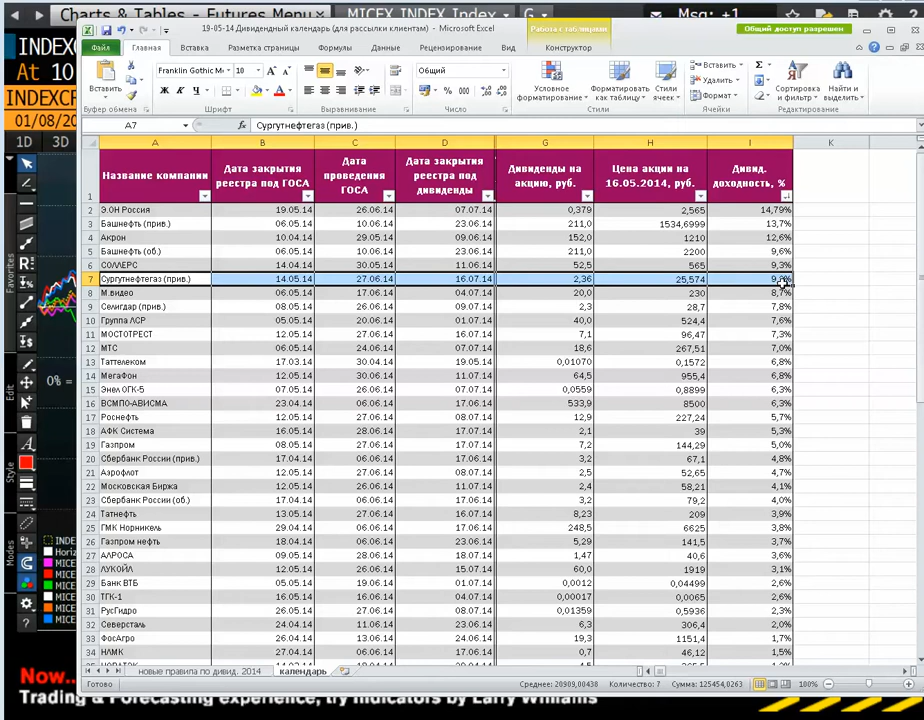 Charts & Tables - Futures Menu MICEX INDEX Index G Msg: +1
19-05-14 Дивидендный календарь (для рассылки клиентам) - Microsoft Excel Работа с таблицами Общий доступ разрешен
Файл Главная Вставка Разметка страницы Формулы Данные Рецензирование Вид Конструктор
Вставить Franklin Gothic M 10 Общий Условное форматирование Форматировать как таблицу Стили ячеек Вставить Удалить Формат Сортировка и фильтр Найти и выделить
Буфер обмена Шрифт Выравнивание Число Стили Ячейки Редактирование
A7 fx Сургутнефтегаз (прив.)
A B C D G H I K
1 Название компании Дата закрытия реестра под ГОСА Дата проведения ГОСА Дата закрытия реестра под дивиденды Дивиденды на акцию, руб. Цена акции на 16.05.2014, руб. Дивид. доходность, %
2 Э.ОН Россия 19.05.14 26.06.14 07.07.14 0,379 2,565 14,79%
3 Башнефть (прив.) 06.05.14 10.06.14 23.06.14 211,0 1534,6999 13,7%
4 Акрон 10.04.14 29.05.14 09.06.14 152,0 1210 12,6%
5 Башнефть (об.) 06.05.14 10.06.14 23.06.14 211,0 2200 9,6%
6 СОЛЛЕРС 14.04.14 30.05.14 11.06.14 52,5 565 9,3%
7 Сургутнефтегаз (прив.) 14.05.14 27.06.14 16.07.14 2,36 25,574
8 М.видео 06.05.14 17.06.14 04.07.14 20,0 230 8,7%
9 Селигдар (прив.) 08.05.14 26.06.14 08.07.14 2,3 28,7 7,8%
10 Группа ЛСР 05.05.14 20.06.14 01.07.14 40,0 524,4 7,6%
11 МОСТОТРЕСТ 12.05.14 27.06.14 16.07.14 7,1 96,47 7,3%
12 МТС 06.05.14 24.06.14 07.07.14 18,6 267,51 7,0%
13 Таттелеком 17.03.14 30.04.14 19.05.14 0,01070 0,1572 6,8%
14 МегаФон 22.05.14 30.06.14 11.07.14 64,5 955,4 6,8%
15 Энел ОГК-5 07.05.14 26.06.14 07.07.14 0,0559 0,8899 6,3%
16 ВСМПО-АВИСМА 23.04.14 06.06.14 17.06.14 533,9 8500 6,3%
17 Роснефть 12.05.14 27.06.14 08.07.14 12,9 227,24 5,7%
18 АФК Система 16.05.14 28.06.14 17.07.14 2,1 39 5,3%
19 Газпром 08.05.14 27.06.14 17.07.14 7,2 144,29 5,0%
20 Сбербанк России (прив.) 17.04.14 06.06.14 17.06.14 3,2 67,1 4,8%
21 Аэрофлот 12.05.14 27.06.14 08.07.14 2,5 52,65 4,7%
22 Московская Биржа 12.05.14 26.06.14 11.07.14 2,4 58,21 4,1%
23 Сбербанк России (об.) 17.04.14 06.06.14 17.06.14 3,2 79,2 4,0%
24 Татнефть 13.05.14 27.06.14 14.07.14 8,23 209 3,9%
25 ГМК Норникель 29.04.14 06.06.14 17.06.14 248,5 6625 3,8%
26 Газпром нефть 18.04.14 06.06.14 23.06.14 5,29 141,5 3,7%
27 АЛРОСА 09.05.14 28.06.14 18.07.14 1,47 40,6 3,6%
28 ЛУКОЙЛ 12.05.14 26.06.14 15.07.14 60,0 1919 3,1%
29 Банк ВТБ 05.05.14 19.06.14 01.07.14 0,0012 0,04499 2,6%
30 ТГК-1 06.05.14 23.06.14 04.07.14 0,00017 0,0065 2,6%
31 РусГидро 26.05.14 27.06.14 08.07.14 0,01359 0,5936 2,3%
32 Северсталь 24.04.14 11.06.14 23.06.14 6,3 306,4 2,0%
33 ФосАгро 26.04.14 13.06.14 24.06.14 19,3 1151,4 1,7%
34 НЛМК 0,7 46,12 1,5%
новые правила по дивид. 2014 календарь
Готово Среднее: 20909,00438 Количество: 7 Сумма: 125454,0263 180%
INDEX
At 10
INDEXCF
01/08/20
1D 3D
Favorites
Edit
Style
Modes
0% =
INDEX
Horiz
MICE
MICE
MICE
MICE
MICE
Now...
Trading & Forecasting experience, try indicators by Larry Williams